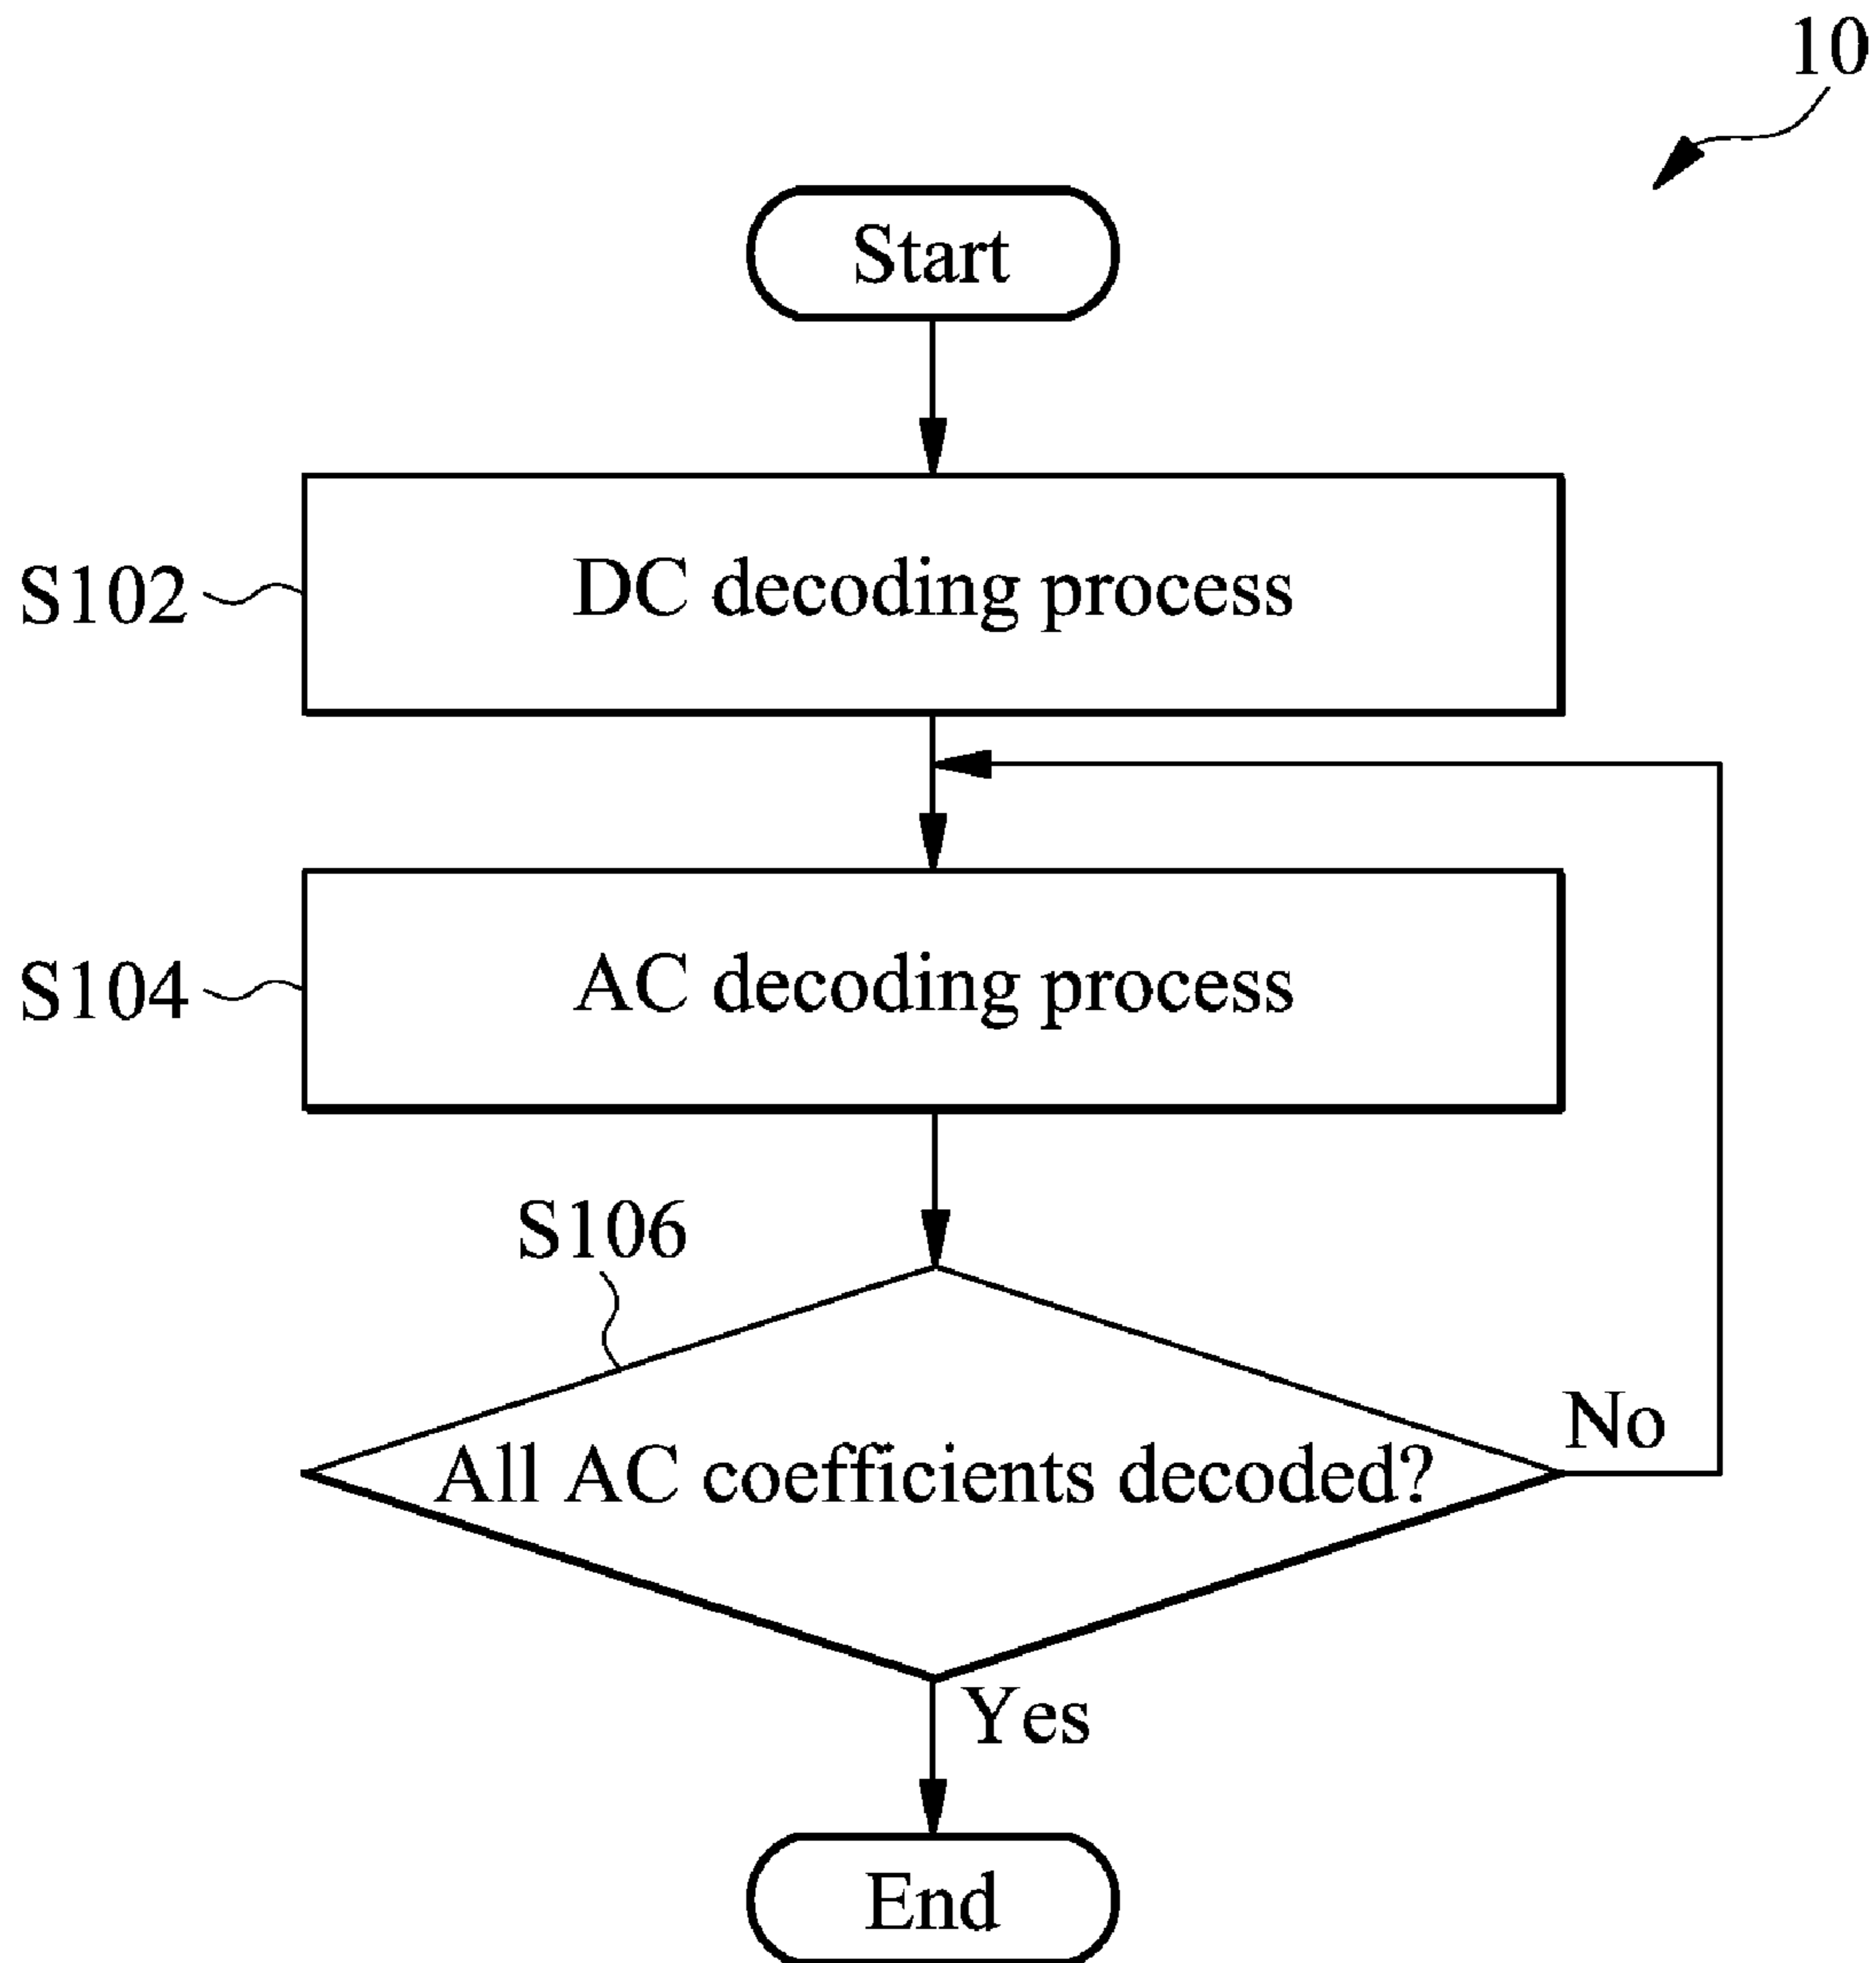 10
Start
S102
DC decoding process
S104
AC decoding process
S106
All AC coefficients decoded?
No
Yes
End